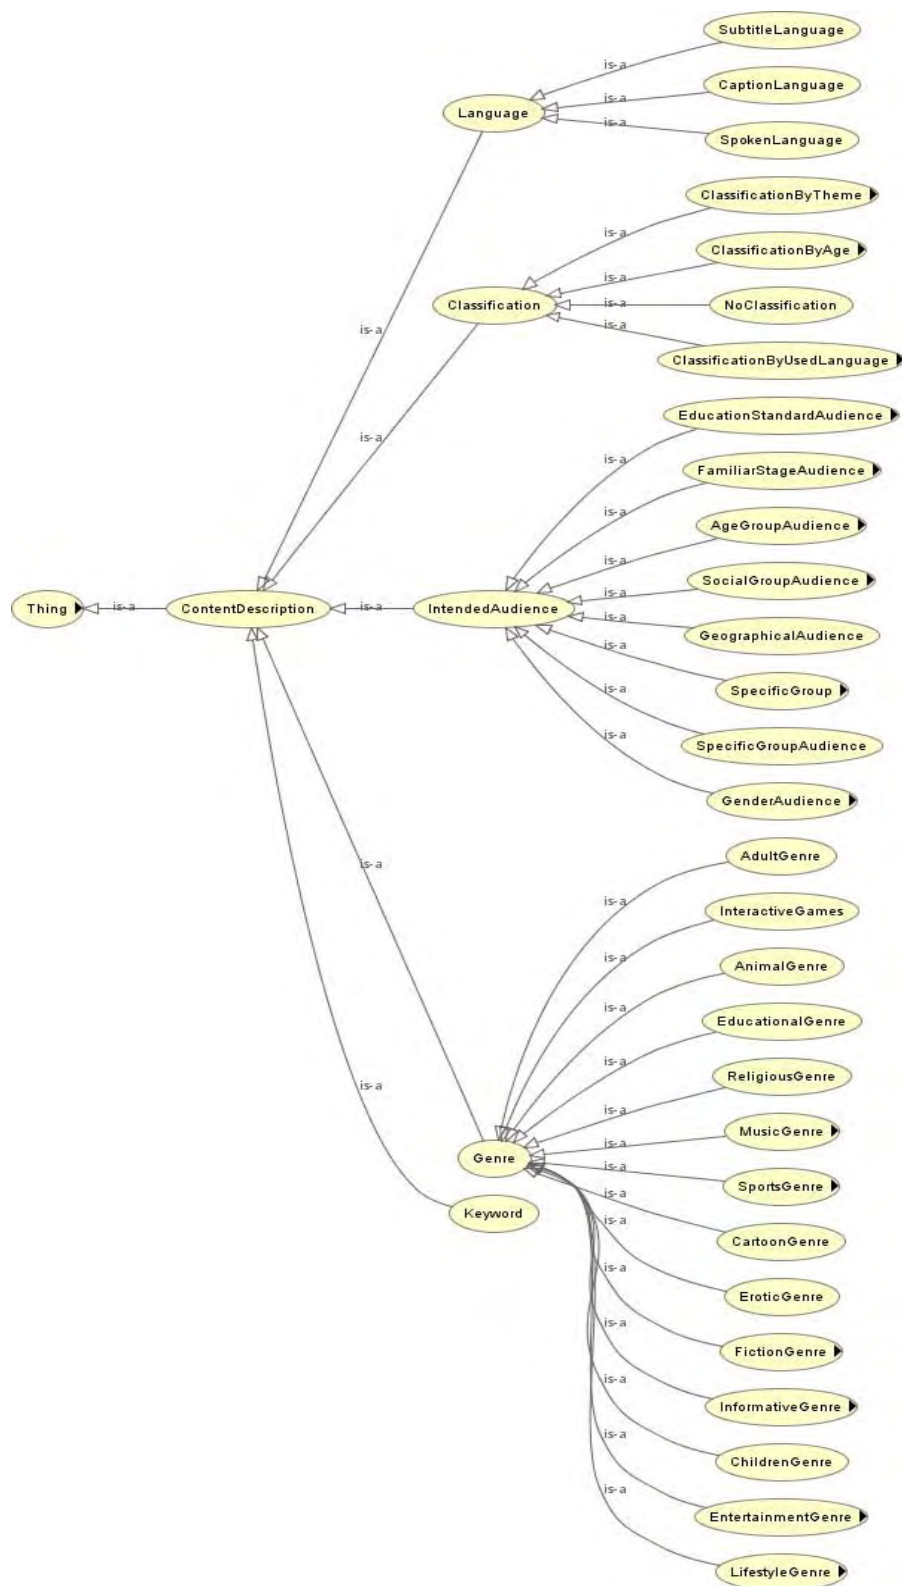 SubtitleLanguage
is-a
CaptionLanguage
is-a
Language
is-a
SpokenLanguage
ClassificationByTheme
is-a
ClassificationByAge
is-a
Classification
is-a
NoClassification
is-a
is-a
ClassificationByUsedLanguage
EducationStandardAudience
is-a
is-a
FamiliarStageAudience
is-a
AgeGroupAudience
is-a
SocialGroupAudience
is-a
Thing
is-a
ContentDescription
is-a
IntendedAudience
is-a
GeographicalAudience
is-a
SpecificGroup
is-a
SpecificGroupAudience
is-a
GenderAudience
AdultGenre
is-a
is-a
InteractiveGames
is-a
AnimalGenre
is-a
EducationalGenre
is-a
ReligiousGenre
is-a
is-a
MusicGenre
is-a
Genre
is-a
SportsGenre
is-a
Keyword
is-a
CartoonGenre
is-a
EroticGenre
is-a
FictionGenre
is-a
InformativeGenre
is-a
ChildrenGenre
is-a
EntertainmentGenre
is-a
LifestyleGenre